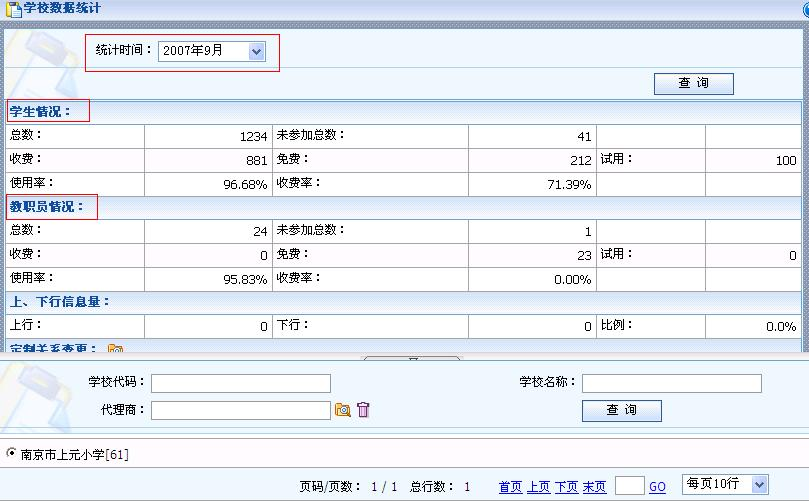 学校数据统计
统计时间： 2007年9月
查 询
学生情况：
总数： 1234 未参加总数： 41
收费： 881 免费： 212 试用： 100
使用率： 96.68% 收费率： 71.39%
教职员情况：
总数： 24 未参加总数： 1
收费： 0 免费： 23 试用： 0
使用率： 95.83% 收费率： 0.00%
上、下行信息量：
上行： 0 下行： 0 比例： 0.0%
定制关系变更：
学校代码： 学校名称：
代理商： 查 询
南京市上元小学[61]
页码/页数： 1 / 1 总行数： 1 首页 上页 下页 末页 GO 每页10行